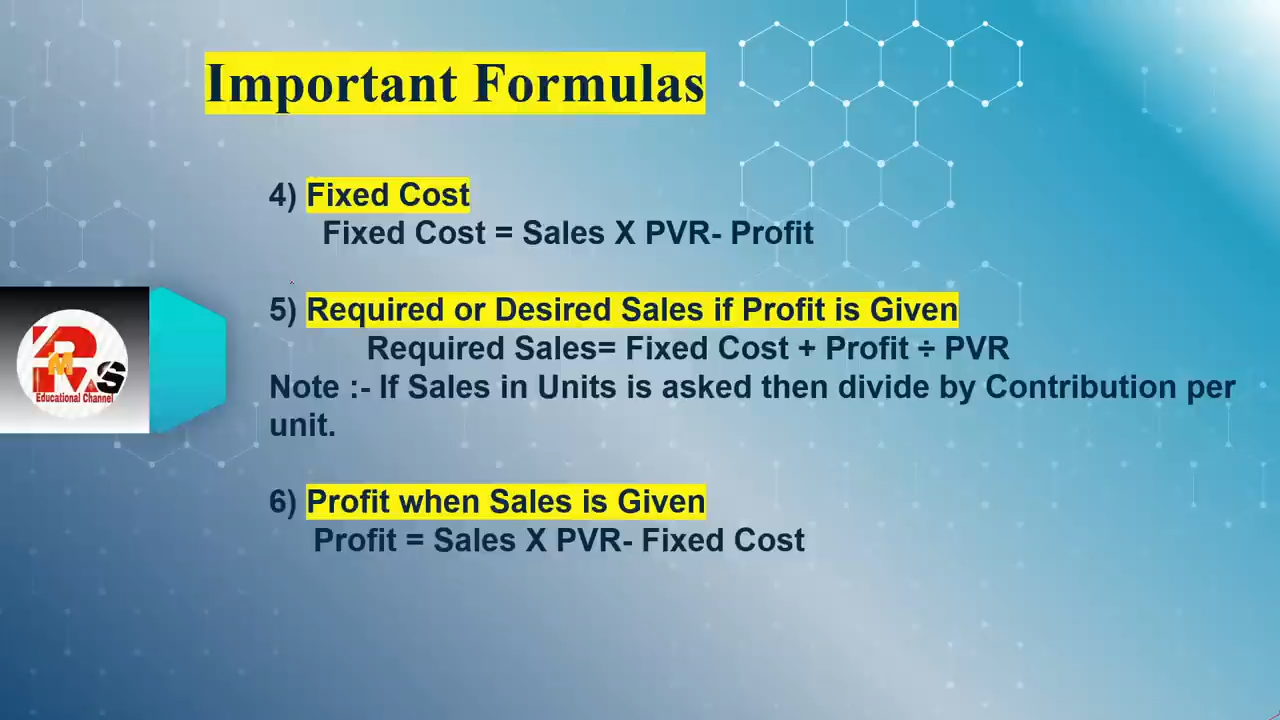 Important Formulas
4) Fixed Cost
Fixed Cost = Sales X PVR- Profit
5) Required or Desired Sales if Profit is Given
Required Sales= Fixed Cost + Profit ÷ PVR
Note :- If Sales in Units is asked then divide by Contribution per
unit.
6) Profit when Sales is Given
Profit = Sales X PVR- Fixed Cost
Educational Channel